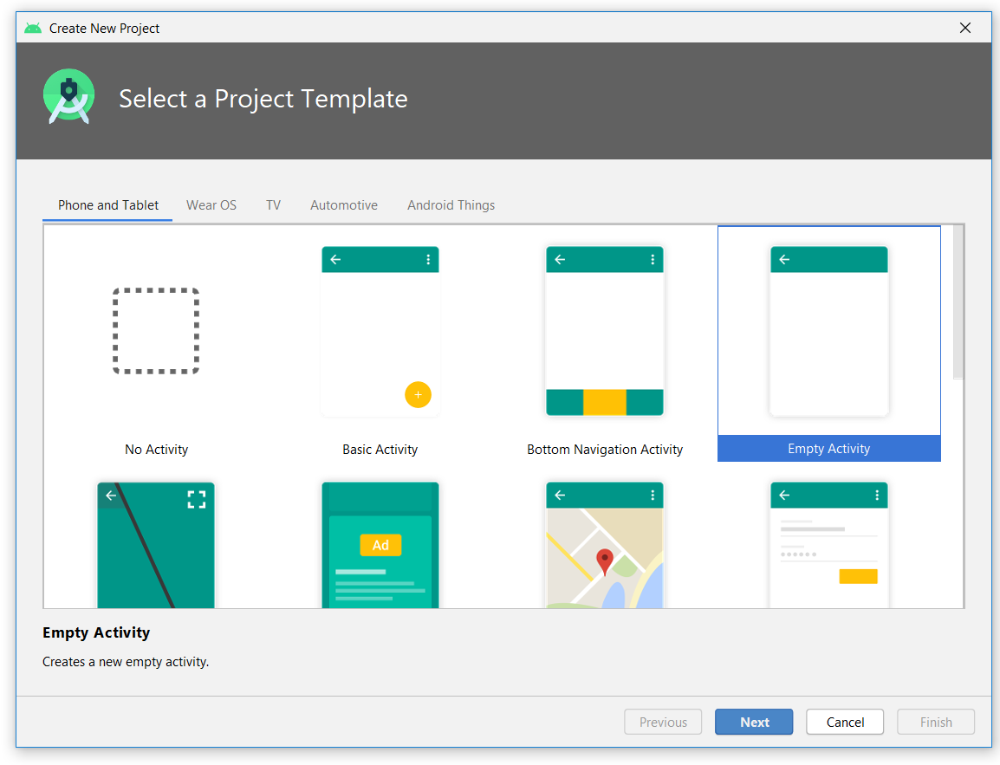 Create New Project
Select a Project Template
Phone and Tablet Wear OS TV Automotive Android Things
No Activity Basic Activity Bottom Navigation Activity Empty Activity
Ad
Empty Activity
Creates a new empty activity.
Previous Next Cancel Finish